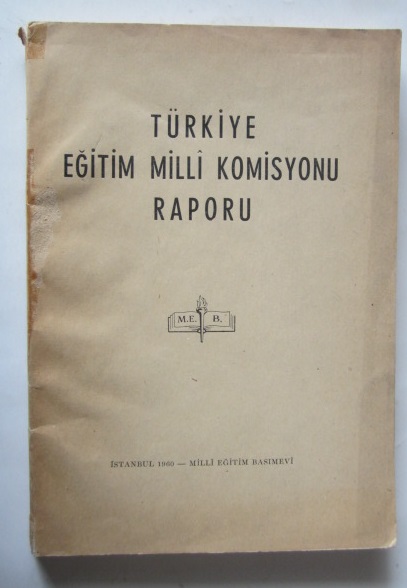 TÜRKİYE
EĞİTİM MİLLÎ KOMİSYONU
RAPORU
M.E. B.
İSTANBUL 1960 — MİLLÎ EĞİTİM BASIMEVİ